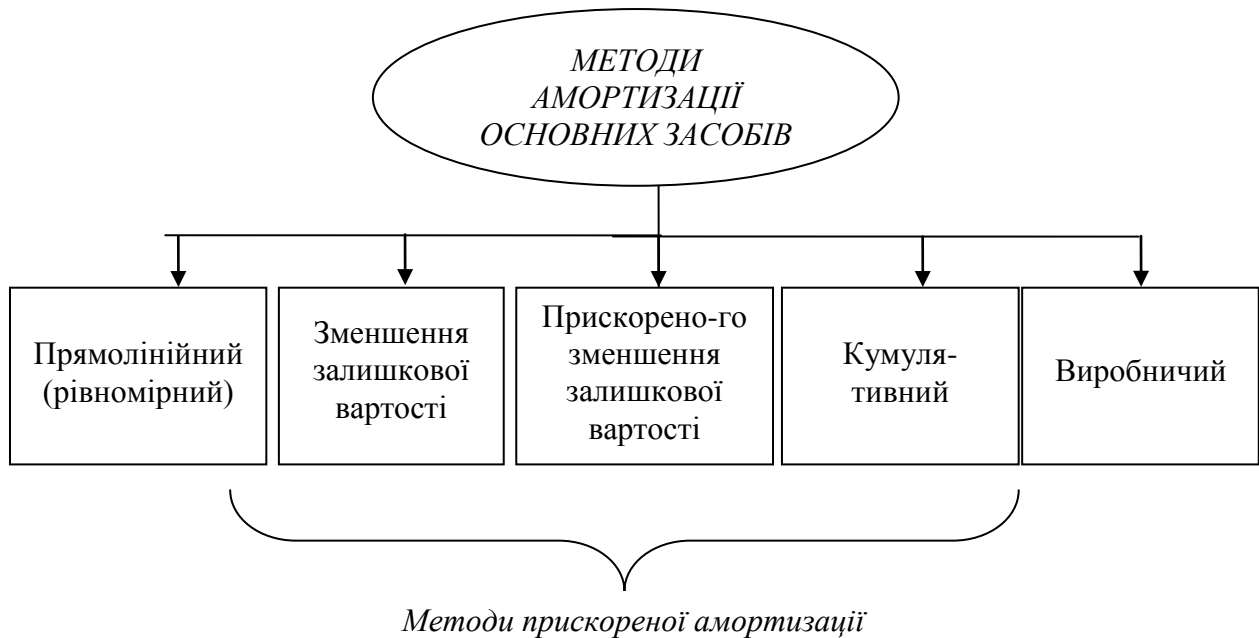 МЕТОДИ
АМОРТИЗАЦІЇ
ОСНОВНИХ ЗАСОБІВ
Прямолінійний
(рівномірний)
Зменшення
залишкової
вартості
Прискорено-го
зменшення
залишкової
вартості
Кумуля-
тивний
Виробничий
Методи прискореної амортизації